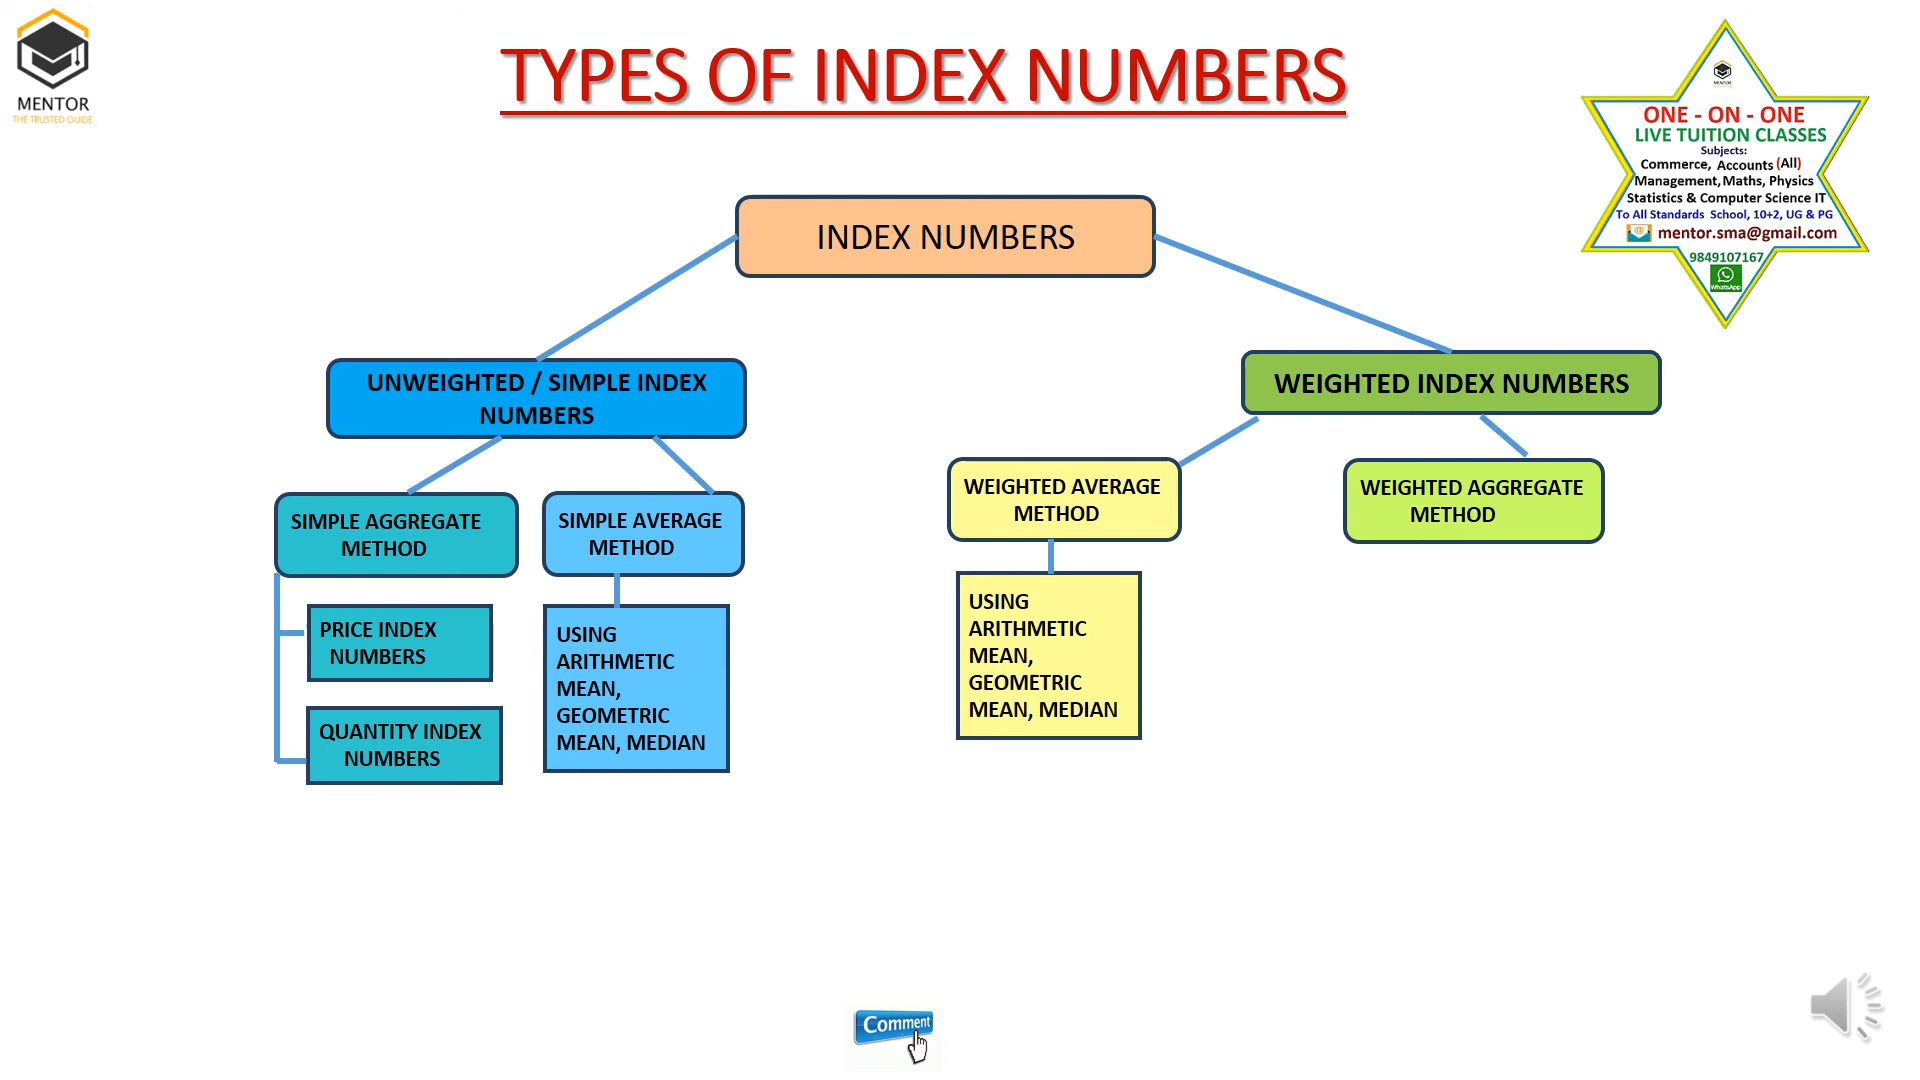 MENTOR
THE TRUSTED GUIDE
TYPES OF INDEX NUMBERS
MENTOR
ONE - ON - ONE
LIVE TUITION CLASSES
Subjects:
Commerce, Accounts (All)
Management, Maths, Physics
Statistics & Computer Science IT
To All Standards School, 10+2, UG & PG
mentor.sma@gmail.com
9849107167
WhatsApp
INDEX NUMBERS
UNWEIGHTED / SIMPLE INDEX
NUMBERS
WEIGHTED INDEX NUMBERS
SIMPLE AGGREGATE
METHOD
SIMPLE AVERAGE
METHOD
WEIGHTED AVERAGE
METHOD
WEIGHTED AGGREGATE
METHOD
PRICE INDEX
NUMBERS
QUANTITY INDEX
NUMBERS
USING
ARITHMETIC
MEAN,
GEOMETRIC
MEAN, MEDIAN
USING
ARITHMETIC
MEAN,
GEOMETRIC
MEAN, MEDIAN
Comment